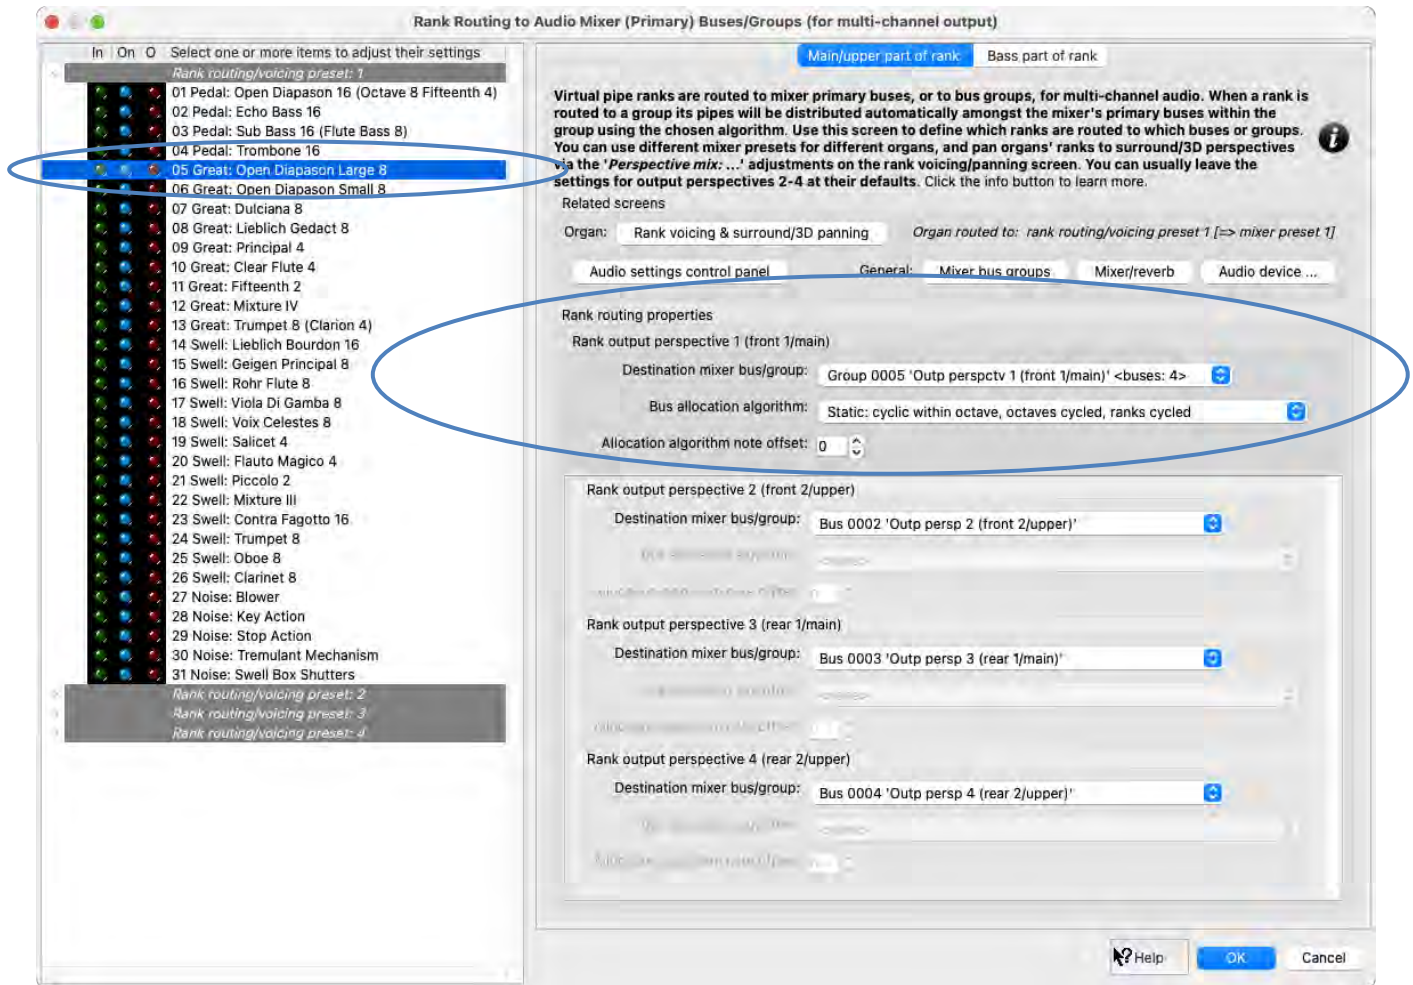 Rank Routing to Audio Mixer (Primary) Buses/Groups (for multi-channel output)
In On O Select one or more items to adjust their settings
Rank routing/voicing preset: 1
01 Pedal: Open Diapason 16 (Octave 8 Fifteenth 4)
02 Pedal: Echo Bass 16
03 Pedal: Sub Bass 16 (Flute Bass 8)
04 Pedal: Trombone 16
05 Great: Open Diapason Large 8
06 Great: Open Diapason Small 8
07 Great: Dulciana 8
08 Great: Lieblich Gedact 8
09 Great: Principal 4
10 Great: Clear Flute 4
11 Great: Fifteenth 2
12 Great: Mixture IV
13 Great: Trumpet 8 (Clarion 4)
14 Swell: Lieblich Bourdon 16
15 Swell: Geigen Principal 8
16 Swell: Rohr Flute 8
17 Swell: Viola Di Gamba 8
18 Swell: Voix Celestes 8
19 Swell: Salicet 4
20 Swell: Flauto Magico 4
21 Swell: Piccolo 2
22 Swell: Mixture III
23 Swell: Contra Fagotto 16
24 Swell: Trumpet 8
25 Swell: Oboe 8
26 Swell: Clarinet 8
27 Noise: Blower
28 Noise: Key Action
29 Noise: Stop Action
30 Noise: Tremulant Mechanism
31 Noise: Swell Box Shutters
Rank routing/voicing preset: 2
Rank routing/voicing preset: 3
Rank routing/voicing preset: 4
Main/upper part of rank Bass part of rank
Virtual pipe ranks are routed to mixer primary buses, or to bus groups, for multi-channel audio. When a rank is
routed to a group its pipes will be distributed automatically amongst the mixer's primary buses within the
group using the chosen algorithm. Use this screen to define which ranks are routed to which buses or groups.
You can use different mixer presets for different organs, and pan organs' ranks to surround/3D perspectives
via the 'Perspective mix: ...' adjustments on the rank voicing/panning screen. You can usually leave the
settings for output perspectives 2-4 at their defaults. Click the info button to learn more.
Related screens
Organ: Rank voicing & surround/3D panning Organ routed to: rank routing/voicing preset 1 [=> mixer preset 1]
Audio settings control panel General: Mixer bus groups Mixer/reverb Audio device ...
Rank routing properties
Rank output perspective 1 (front 1/main)
Destination mixer bus/group: Group 0005 'Outp perspctv 1 (front 1/main)' <buses: 4>
Bus allocation algorithm: Static: cyclic within octave, octaves cycled, ranks cycled
Allocation algorithm note offset: 0
Rank output perspective 2 (front 2/upper)
Destination mixer bus/group: Bus 0002 'Outp persp 2 (front 2/upper)'
Rank output perspective 3 (rear 1/main)
Destination mixer bus/group: Bus 0003 'Outp persp 3 (rear 1/main)'
Rank output perspective 4 (rear 2/upper)
Destination mixer bus/group: Bus 0004 'Outp persp 4 (rear 2/upper)'
Help OK Cancel